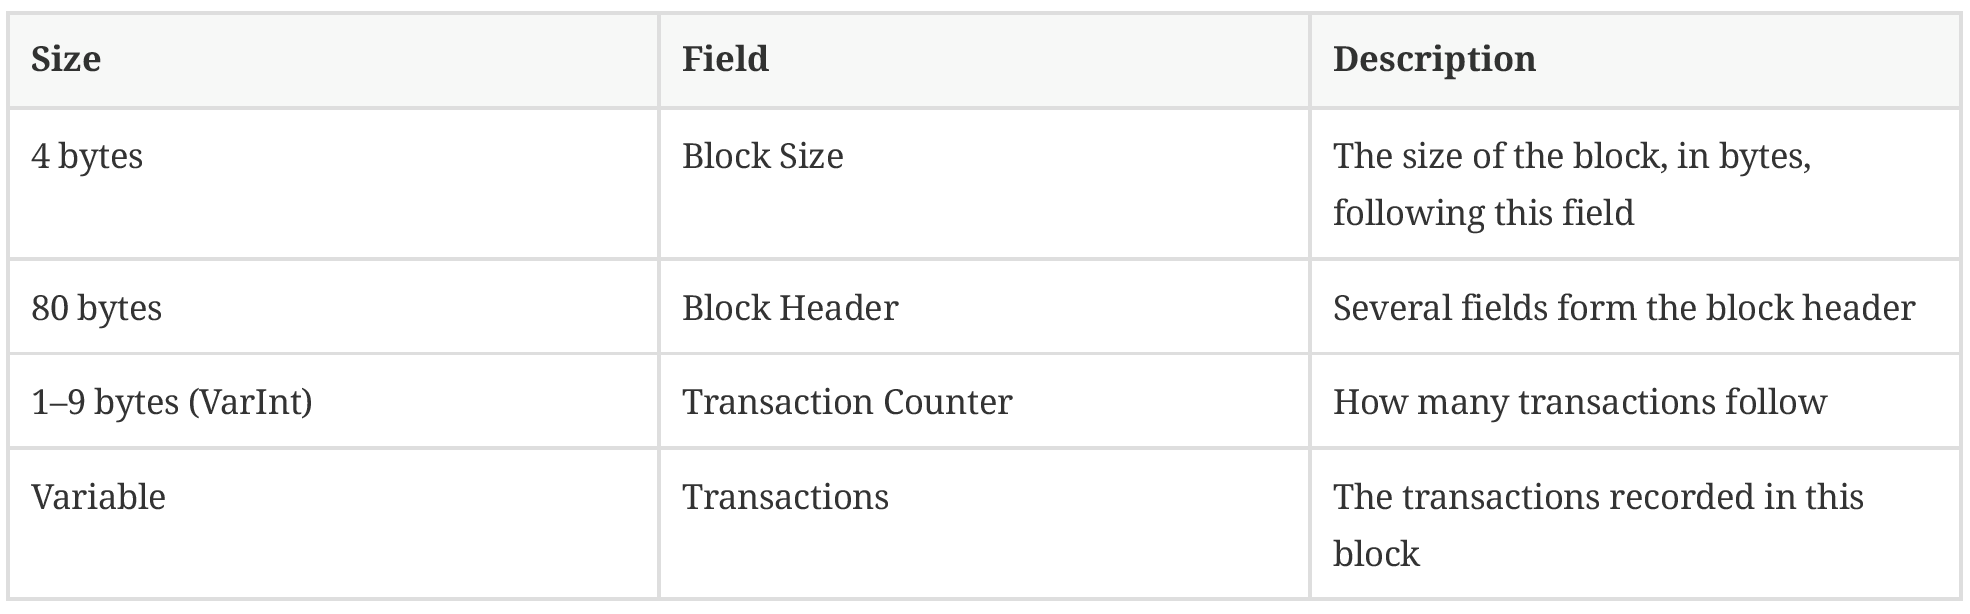 Size Field Description
4 bytes Block Size The size of the block, in bytes,
following this field
80 bytes Block Header Several fields form the block header
1–9 bytes (VarInt) Transaction Counter How many transactions follow
Variable Transactions The transactions recorded in this
block